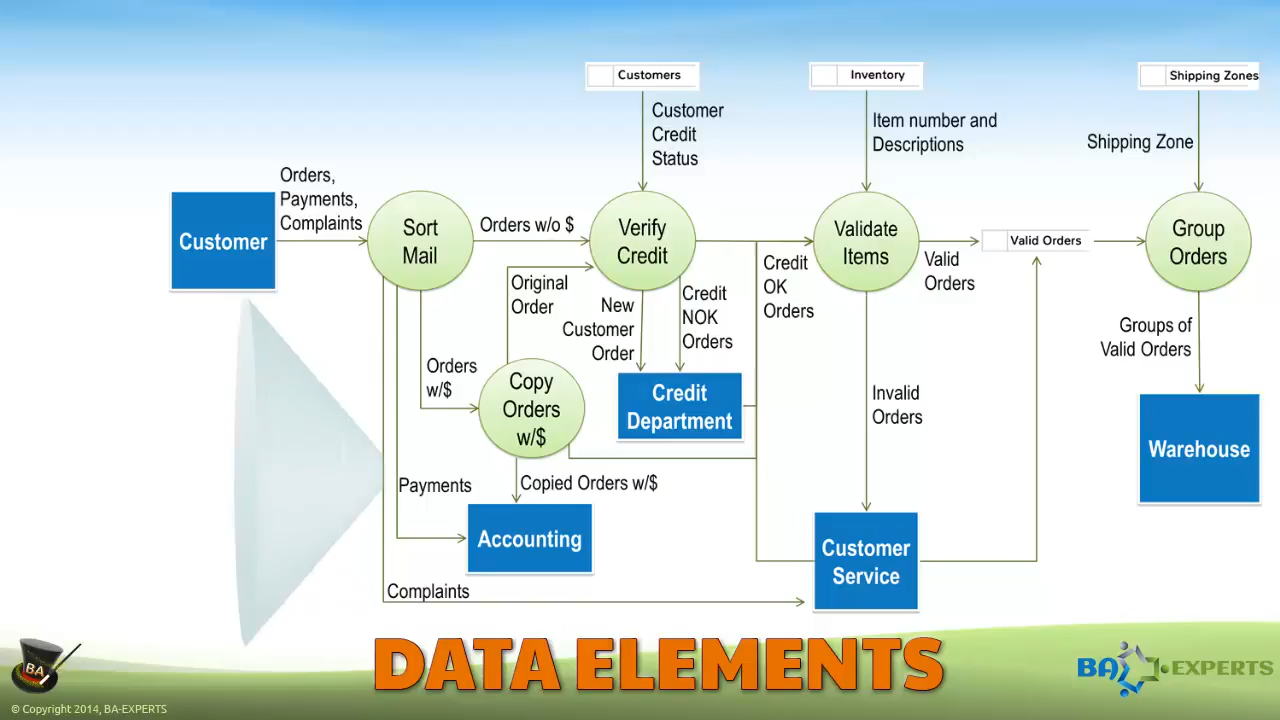 Customers
Inventory
Shipping Zones
Customer
Credit
Status
Item number and
Descriptions
Shipping Zone
Orders,
Payments,
Complaints
Customer
Sort
Mail
Orders w/o $
Verify
Credit
Validate
Items
Valid Orders
Group
Orders
Credit
OK
Orders
Valid
Orders
Original
Order
New
Customer
Order
Credit
NOK
Orders
Groups of
Valid Orders
Orders
w/$
Copy
Orders
w/$
Credit
Department
Invalid
Orders
Warehouse
Payments
Copied Orders w/$
Accounting
Customer
Service
Complaints
DATA ELEMENTS
BA
BA EXPERTS
© Copyright 2014, BA-EXPERTS